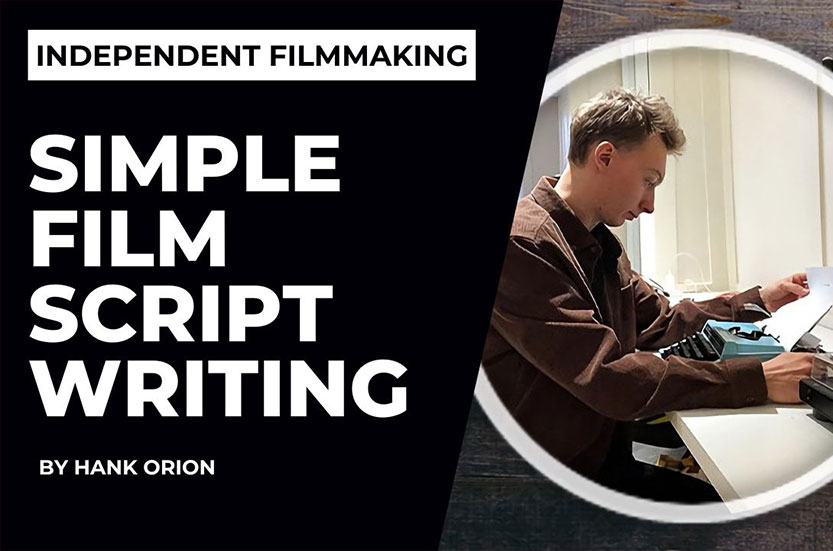 INDEPENDENT FILMMAKING
SIMPLE
FILM
SCRIPT
WRITING
BY HANK ORION